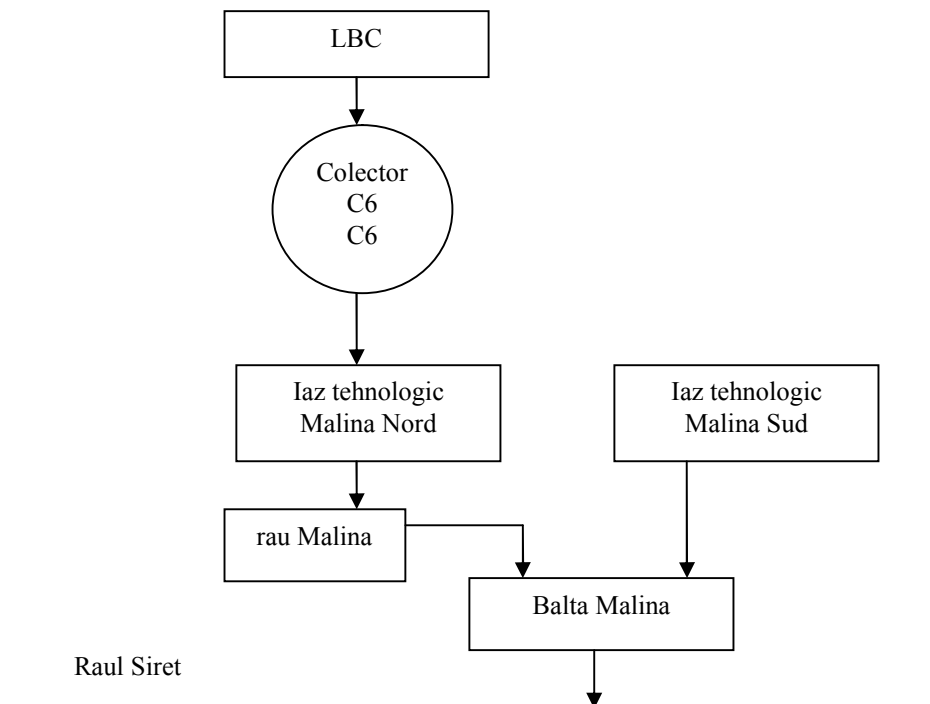 LBC
Colector
C6
C6
Iaz tehnologic
Malina Nord
Iaz tehnologic
Malina Sud
rau Malina
Balta Malina
Raul Siret